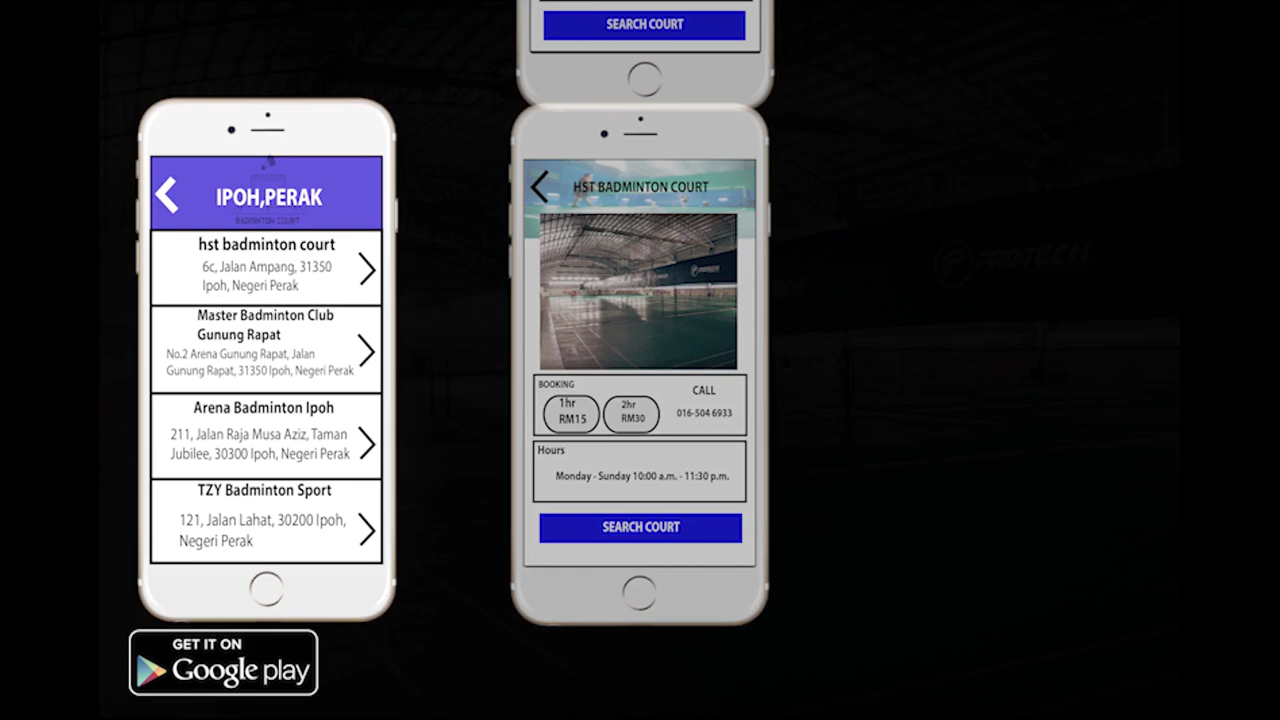 SEARCH COURT
IPOH,PERAK
BADMINTON COURT
hst badminton court
6c, Jalan Ampang, 31350
Ipoh, Negeri Perak
Master Badminton Club
Gunung Rapat
No.2 Arena Gunung Rapat, Jalan
Gunung Rapat, 31350 Ipoh, Negeri Perak
Arena Badminton Ipoh
211, Jalan Raja Musa Aziz, Taman
Jubilee, 30300 Ipoh, Negeri Perak
TZY Badminton Sport
121, Jalan Lahat, 30200 Ipoh,
Negeri Perak
GET IT ON
Google play
HST BADMINTON COURT
PROTECH
BOOKING
1hr
RM15
2hr
RM30
CALL
016-504 6933
Hours
Monday - Sunday 10:00 a.m. - 11:30 p.m.
SEARCH COURT
PROTECH